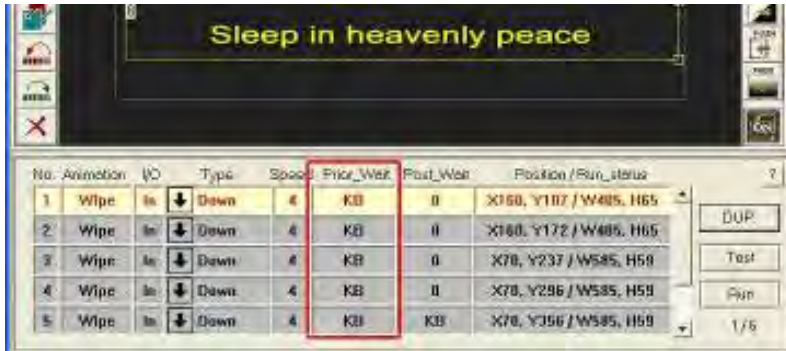 Sleep in heavenly peace
No. Animation I/O Type Speed Prior_Wait Post_Wait Position / Run_status ?
1 Wipe In Down 4 KB 0 X160, Y107 / W485, H65
2 Wipe In Down 4 KB 0 X160, Y172 / W485, H65
3 Wipe In Down 4 KB 0 X70, Y237 / W585, H59
4 Wipe In Down 4 KB 0 X70, Y296 / W585, H59
5 Wipe In Down 4 KB KB X70, Y356 / W585, H59
DUP.
Test
Run
1/6